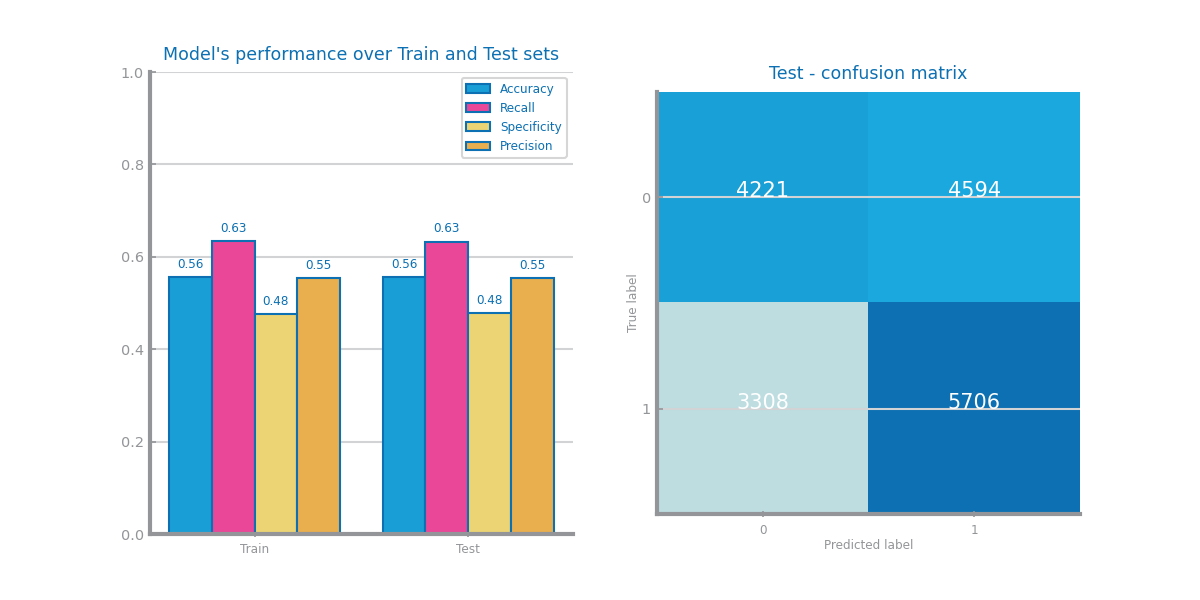 Model's performance over Train and Test sets
1.0
0.8
0.6
0.4
0.2
0.0
Accuracy
Recall
Specificity
Precision
0.56
0.63
0.48
0.55
0.56
0.63
0.48
0.55
Train
Test
Test - confusion matrix
True label
0
1
4221
4594
3308
5706
0
1
Predicted label